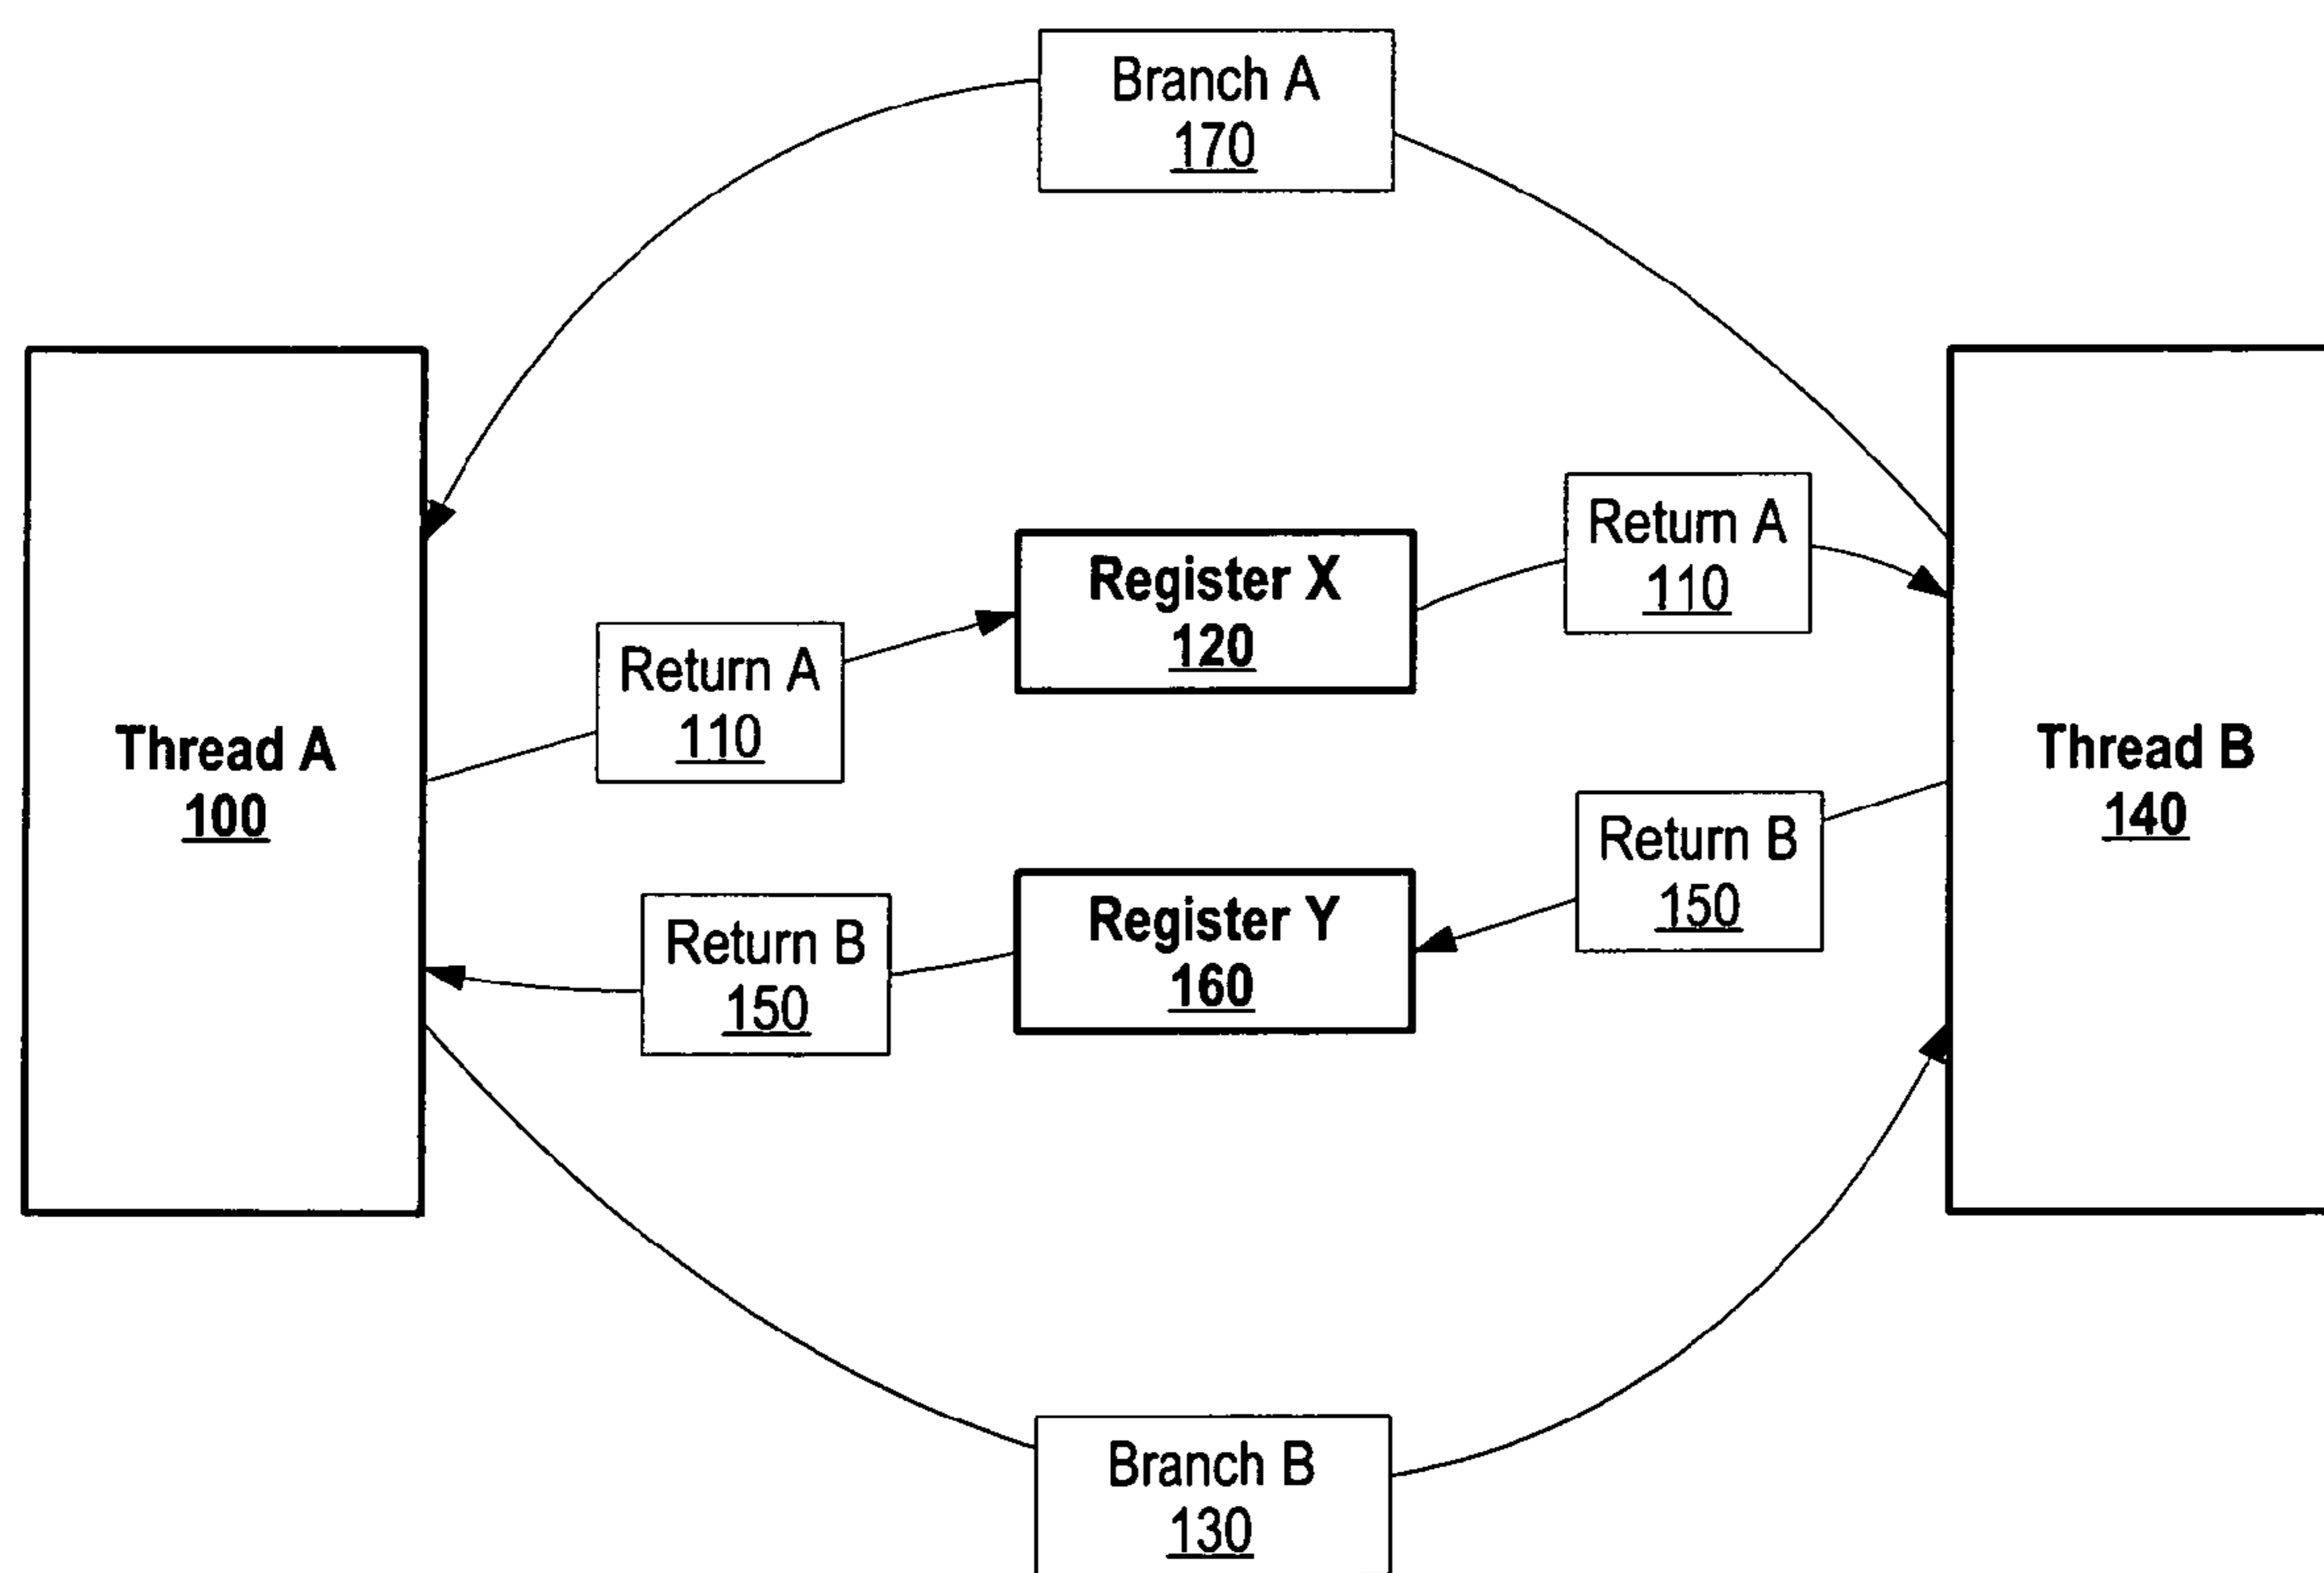 Branch A
170
Return A
110
Register X
120
Return A
110
Thread A
100
Thread B
140
Return B
150
Register Y
160
Return B
150
Branch B
130